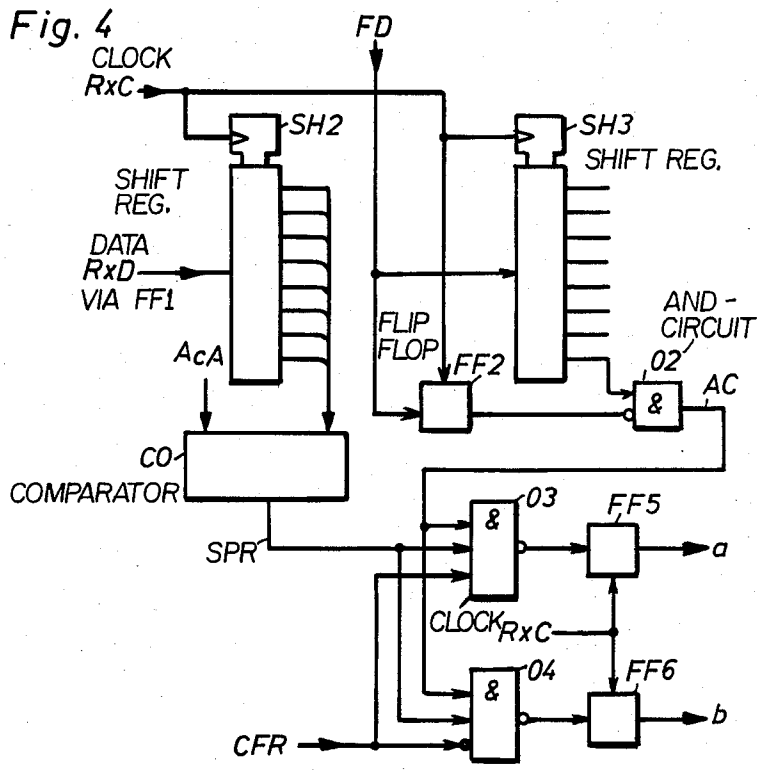 Fig. 4
FD
CLOCK
RxC
SH2
SH3
SHIFT
REG.
SHIFT REG.
DATA
RxD
VIA FF1
AcA
FLIP
FLOP
FF2
AND-
CIRCUIT
02
&
AC
CO
COMPARATOR
SPR
03
&
FF5
a
CLOCK
RxC
04
&
FF6
b
CFR